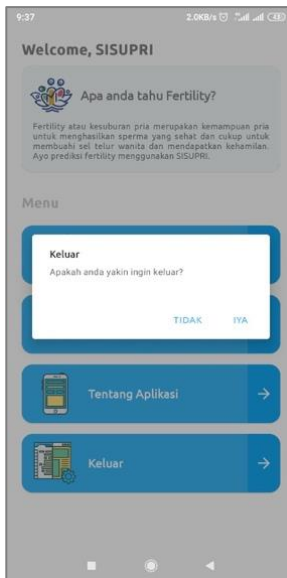 9:37
2.0KB/s
Welcome, SISUPRI
Apa anda tahu Fertility?
Fertility atau kesuburan pria merupakan kemampuan pria
untuk menghasilkan sperma yang sehat dan cukup untuk
membuahi sel telur wanita dan mendapatkan kehamilan.
Ayo prediksi fertility menggunakan SISUPRI.
Menu
Keluar
Apakah anda yakin ingin keluar?
TIDAK IYA
Tentang Aplikasi
Keluar